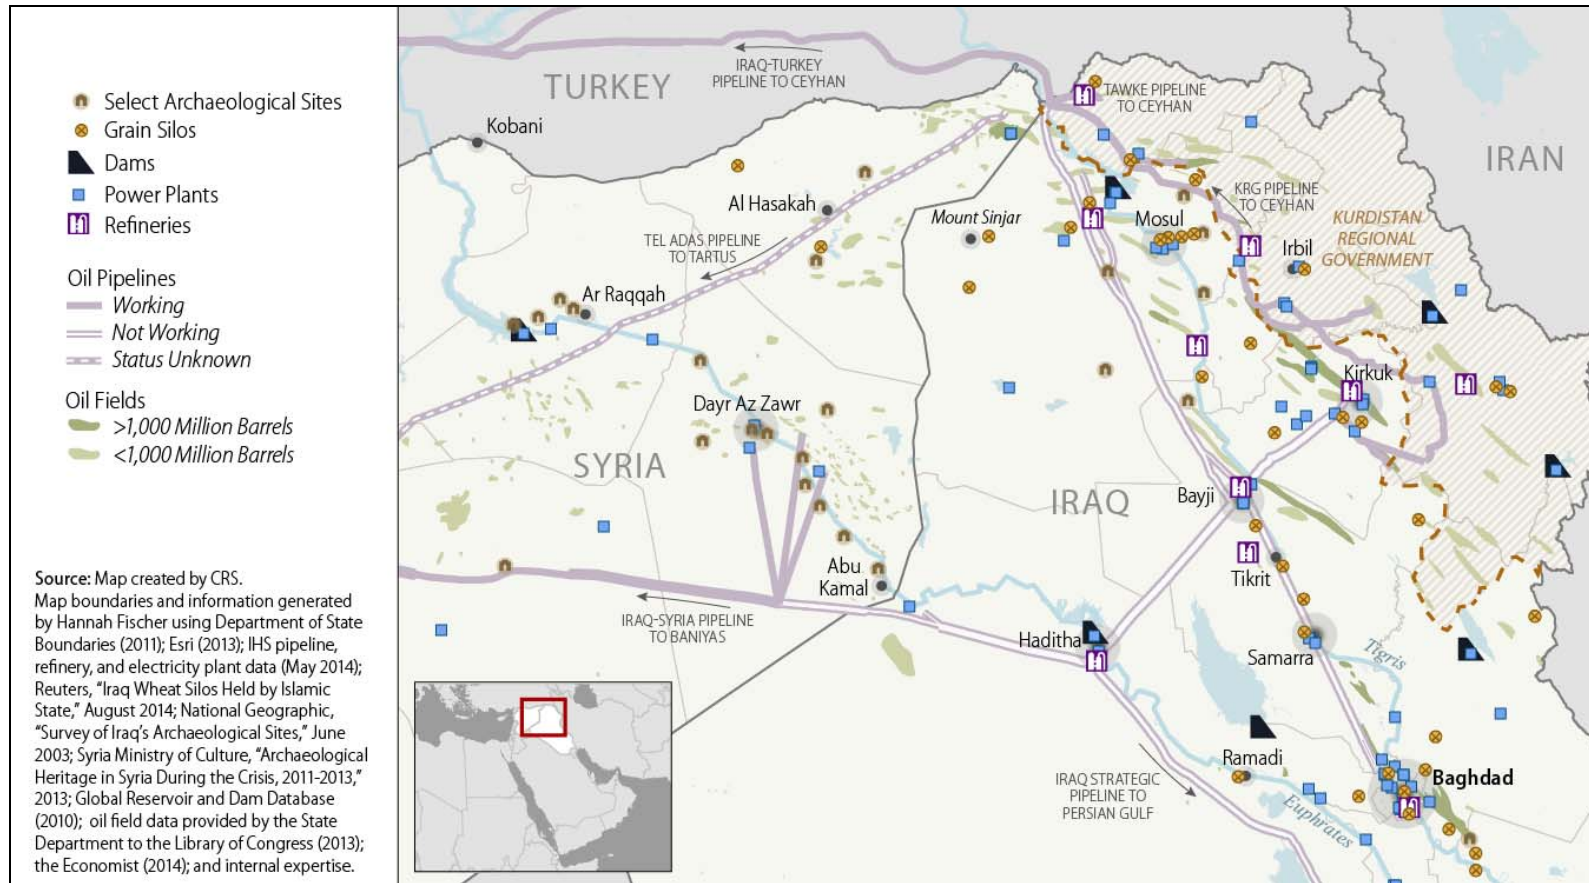 Select Archaeological Sites
Grain Silos
Dams
Power Plants
Refineries
Oil Pipelines
Working
Not Working
Status Unknown
Oil Fields
>1,000 Million Barrels
<1,000 Million Barrels
Source: Map created by CRS.
Map boundaries and information generated
by Hannah Fischer using Department of State
Boundaries (2011); Esri (2013); IHS pipeline,
refinery, and electricity plant data (May 2014);
Reuters, “Iraq Wheat Silos Held by Islamic
State,” August 2014; National Geographic,
“Survey of Iraq’s Archaeological Sites,” June
2003; Syria Ministry of Culture, “Archaeological
Heritage in Syria During the Crisis, 2011-2013,”
2013; Global Reservoir and Dam Database
(2010); oil field data provided by the State
Department to the Library of Congress (2013);
the Economist (2014); and internal expertise.
TURKEY
IRAQ-TURKEY
PIPELINE TO CEYHAN
TAWKE PIPELINE
TO CEYHAN
Kobani
IRAN
Al Hasakah
Mount Sinjar
Mosul
KRG PIPELINE
TO CEYHAN
KURDISTAN
REGIONAL
GOVERNMENT
Irbil
TEL ADAS PIPELINE
TO TARTUS
Ar Raqqah
Kirkuk
Dayr Az Zawr
SYRIA
IRAQ
Bayji
Abu
Kamal
Tikrit
IRAQ-SYRIA PIPELINE
TO BANIYAS
Haditha
Samarra
Tigris
Ramadi
IRAQ STRATEGIC
PIPELINE TO
PERSIAN GULF
Baghdad
Euphrates